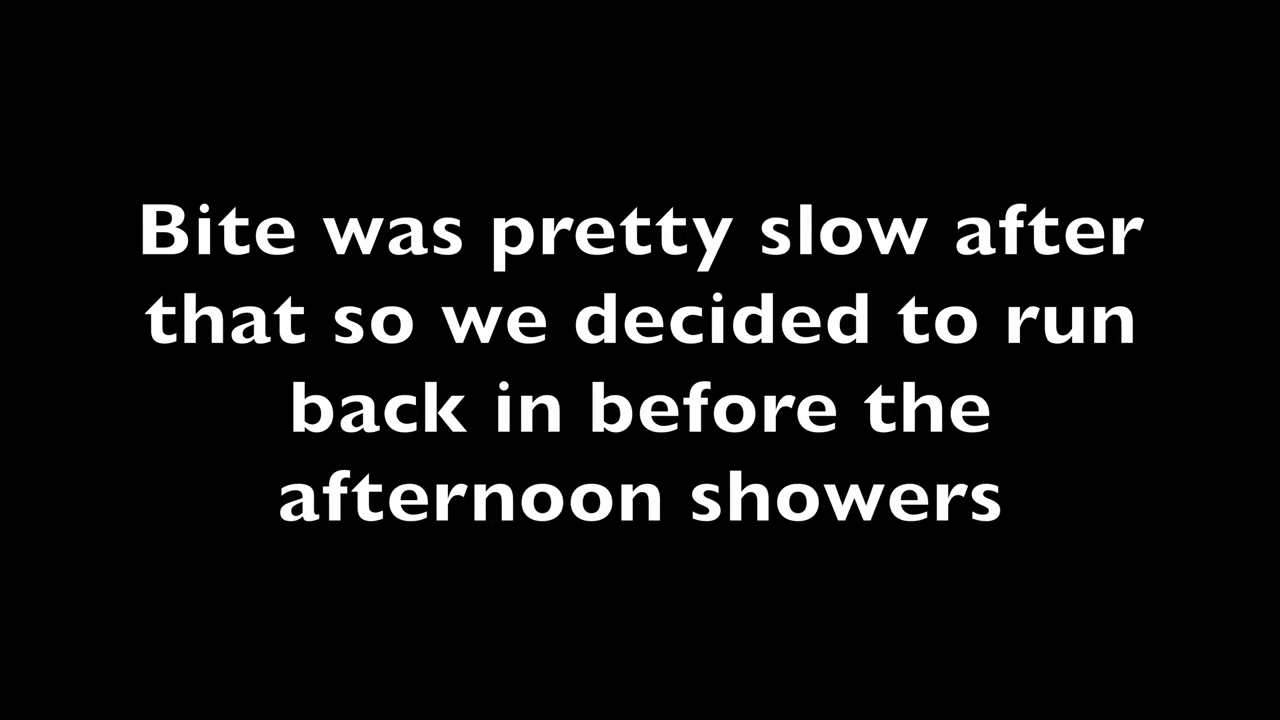 Bite was pretty slow after
that so we decided to run
back in before the
afternoon showers